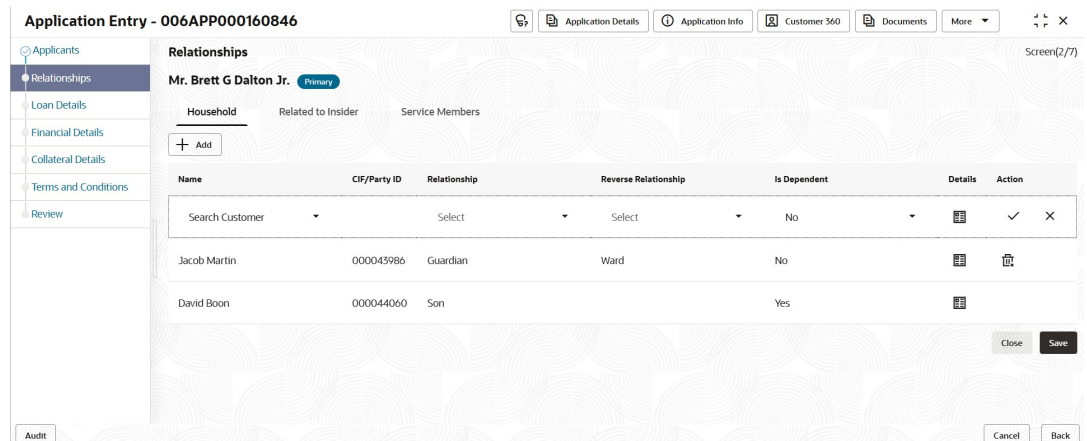 Application Entry - 006APP000160846
Application Details
Application Info
Customer 360
Documents
More
Applicants
Relationships
Loan Details
Financial Details
Collateral Details
Terms and Conditions
Review
Relationships
Screen(2/7)
Mr. Brett G Dalton Jr. Primary
Household Related to Insider Service Members
+ Add
Name CIF/Party ID Relationship Reverse Relationship Is Dependent Details Action
Search Customer Select Select No
Jacob Martin 000043986 Guardian Ward No
David Boon 000044060 Son Yes
Close Save
Audit Cancel Back